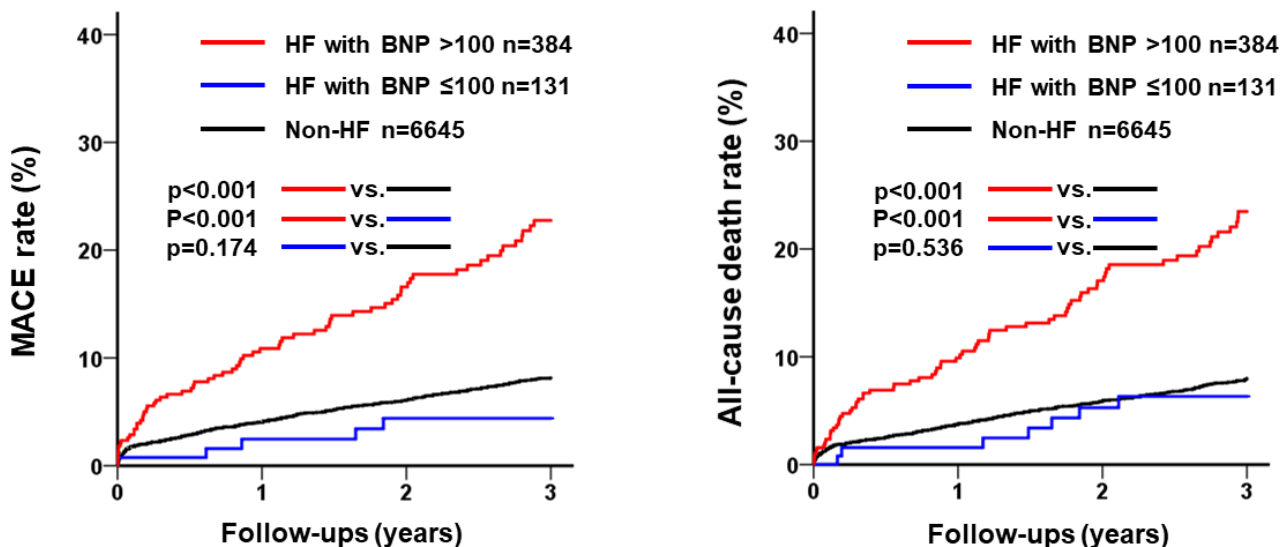 MACE rate (%)
40
30
20
10
0
HF with BNP >100 n=384
HF with BNP ≤100 n=131
Non-HF n=6645
p<0.001 vs.
P<0.001 vs.
p=0.174 vs.
0 1 2 3
Follow-ups (years)
All-cause death rate (%)
40
30
20
10
0
HF with BNP >100 n=384
HF with BNP ≤100 n=131
Non-HF n=6645
p<0.001 vs.
P<0.001 vs.
p=0.536 vs.
0 1 2 3
Follow-ups (years)